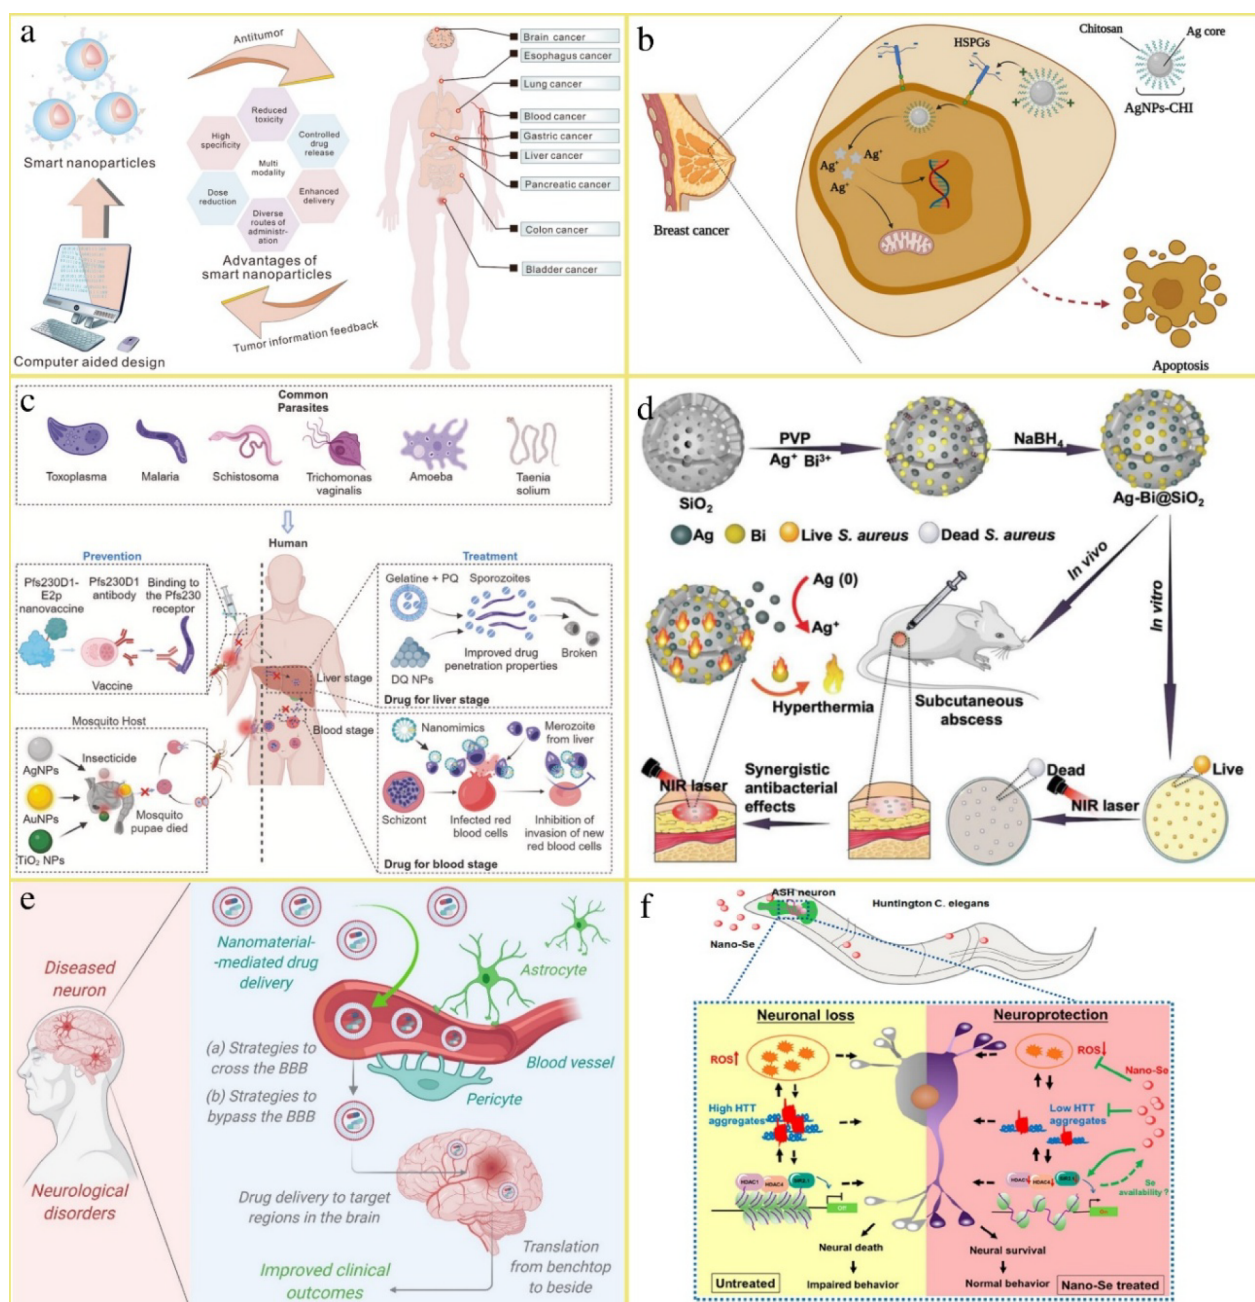 a
Antitumor
Smart nanoparticles
Computer aided design
Reduced
toxicity
High
specificity
Controlled
drug
release
Multi
modality
Dose
reduction
Enhanced
delivery
Diverse
routes of
administr-
ation
Advantages of
smart nanoparticles
Tumor information feedback
Brain cancer
Esophagus cancer
Lung cancer
Blood cancer
Gastric cancer
Liver cancer
Pancreatic cancer
Colon cancer
Bladder cancer
b
HSPGs
Chitosan
Ag core
AgNPs-CHI
Ag⁺
Ag⁺
Ag⁺
Breast cancer
Apoptosis
c
Common
Parasites
Toxoplasma
Malaria
Schistosoma
Trichomonas
vaginalis
Amoeba
Taenia
solium
Human
Prevention
Pfs230D1-
E2p
nanovaccine
Pfs230D1
antibody
Binding to
the Pfs230
receptor
Vaccine
Mosquito Host
AgNPs
AuNPs
TiO₂ NPs
Insecticide
Mosquito
pupae died
Liver stage
Blood stage
Treatment
Gelatine + PQ
Sporozoites
DQ NPs
Improved drug
penetration properties
Broken
Drug for liver stage
Nanomimics
Merozoite
from liver
Schizont
Infected red
blood cells
Inhibition of
invasion of new
red blood cells
Drug for blood stage
d
SiO₂
PVP
Ag⁺ Bi³⁺
NaBH₄
Ag-Bi@SiO₂
Ag
Bi
Live S. aureus
Dead S. aureus
Ag (0)
Ag⁺
Hyperthermia
In vivo
In vitro
Subcutaneous
abscess
NIR laser
Synergistic
antibacterial
effects
Dead
NIR laser
Live
e
Diseased
neuron
Neurological
disorders
Nanomaterial-
-mediated drug
delivery
Astrocyte
Blood vessel
Pericyte
(a) Strategies to
cross the BBB
(b) Strategies to
bypass the BBB
Drug delivery to target
regions in the brain
Translation
from benchtop
to beside
Improved clinical
outcomes
f
ASH neuron
Nano-Se
Huntington C. elegans
Neuronal loss
ROS↑
High HTT
aggregates
HDAC1
HDAC4
Neural death
Impaired behavior
Untreated
Neuroprotection
ROS↓
Nano-Se
Low HTT
aggregates
HDAC1
HDAC4
Se
availability ?
Neural survival
Normal behavior
Nano-Se treated